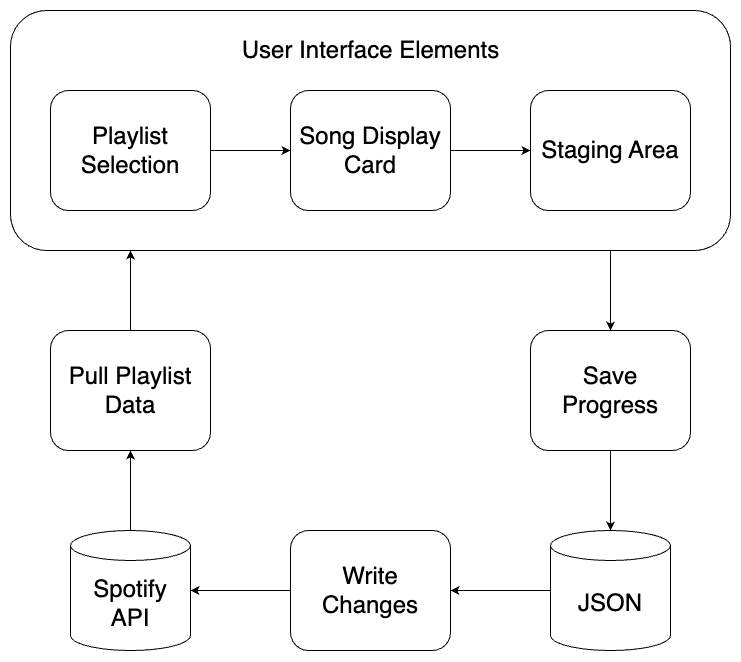 User Interface Elements
Playlist
Selection
Song Display
Card
Staging Area
Pull Playlist
Data
Save
Progress
Spotify
API
Write
Changes
JSON